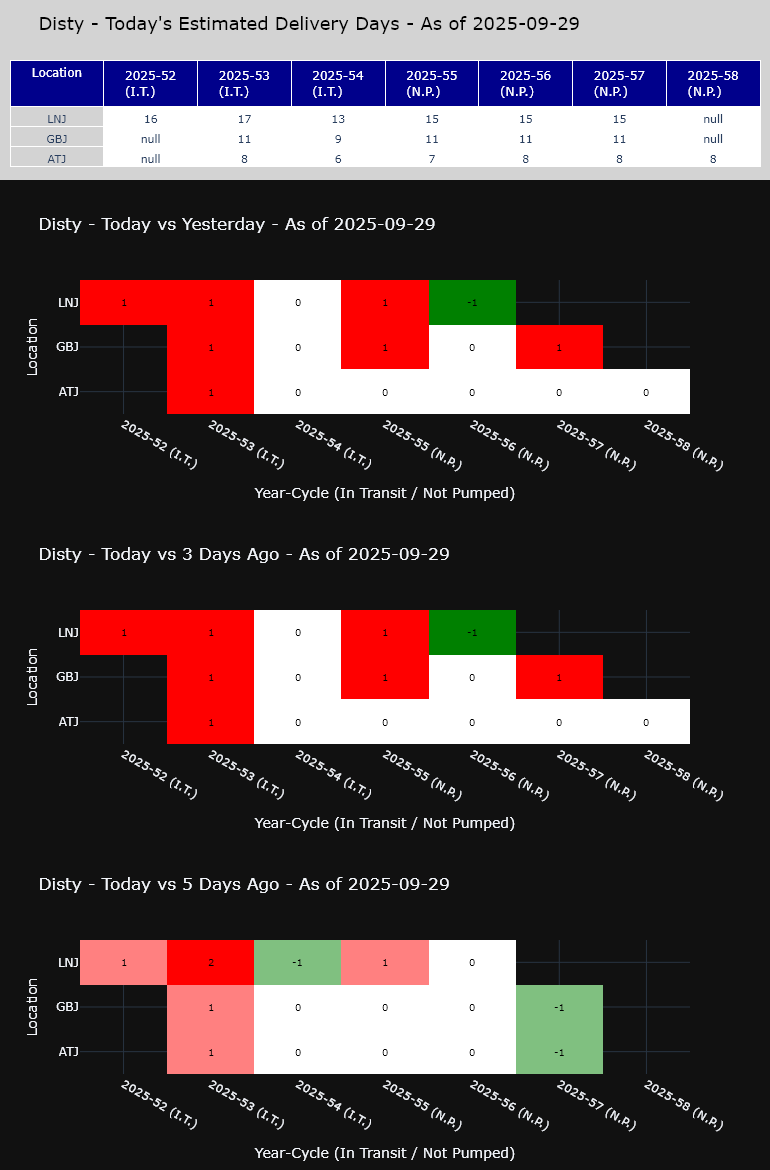 Disty - Today's Estimated Delivery Days - As of 2025-09-29
Location 2025-52 (I.T.) 2025-53 (I.T.) 2025-54 (I.T.) 2025-55 (N.P.) 2025-56 (N.P.) 2025-57 (N.P.) 2025-58 (N.P.)
LNJ 16 17 13 15 15 15 null
GBJ null 11 9 11 11 11 null
ATJ null 8 6 7 8 8 8
Disty - Today vs Yesterday - As of 2025-09-29
Location
LNJ 1 1 0 1 -1
GBJ 1 0 1 0 1
ATJ 1 0 0 0 0 0
2025-52 (I.T.) 2025-53 (I.T.) 2025-54 (I.T.) 2025-55 (N.P.) 2025-56 (N.P.) 2025-57 (N.P.) 2025-58 (N.P.)
Year-Cycle (In Transit / Not Pumped)
Disty - Today vs 3 Days Ago - As of 2025-09-29
Location
LNJ 1 1 0 1 -1
GBJ 1 0 1 0 1
ATJ 1 0 0 0 0 0
2025-52 (I.T.) 2025-53 (I.T.) 2025-54 (I.T.) 2025-55 (N.P.) 2025-56 (N.P.) 2025-57 (N.P.) 2025-58 (N.P.)
Year-Cycle (In Transit / Not Pumped)
Disty - Today vs 5 Days Ago - As of 2025-09-29
Location
LNJ 1 2 -1 1 0
GBJ 1 0 0 0 -1
ATJ 1 0 0 0 -1
2025-52 (I.T.) 2025-53 (I.T.) 2025-54 (I.T.) 2025-55 (N.P.) 2025-56 (N.P.) 2025-57 (N.P.) 2025-58 (N.P.)
Year-Cycle (In Transit / Not Pumped)